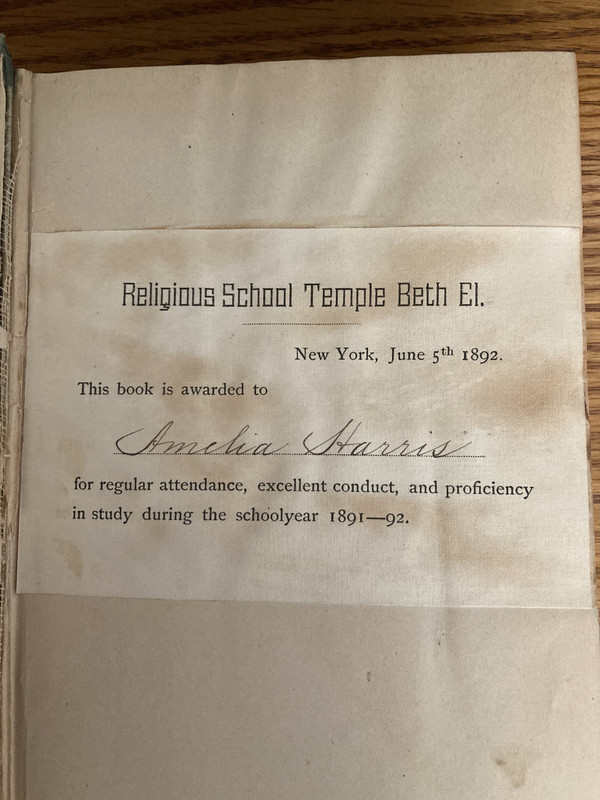 Religious School Temple Beth El.
New York, June 5th 1892.
This book is awarded to
Amelia Harris
for regular attendance, excellent conduct, and proficiency
in study during the schoolyear 1891—92.